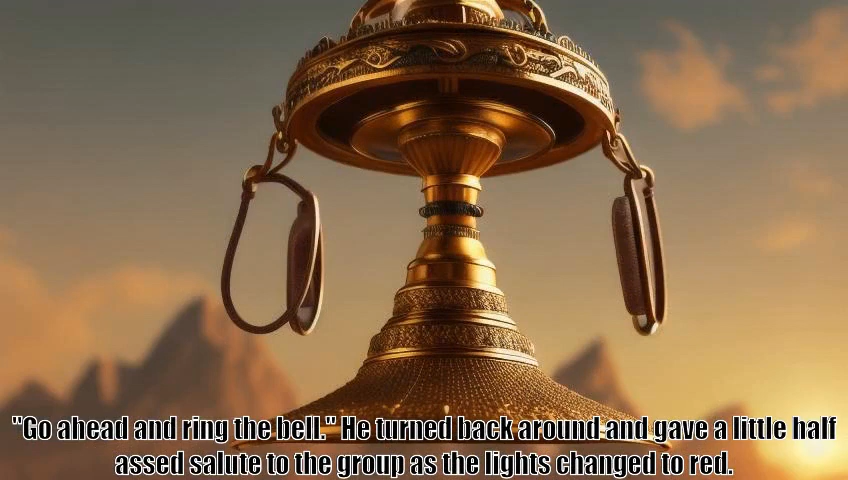 "Go ahead and ring the bell." He turned back around and gave a little half
assed salute to the group as the lights changed to red.